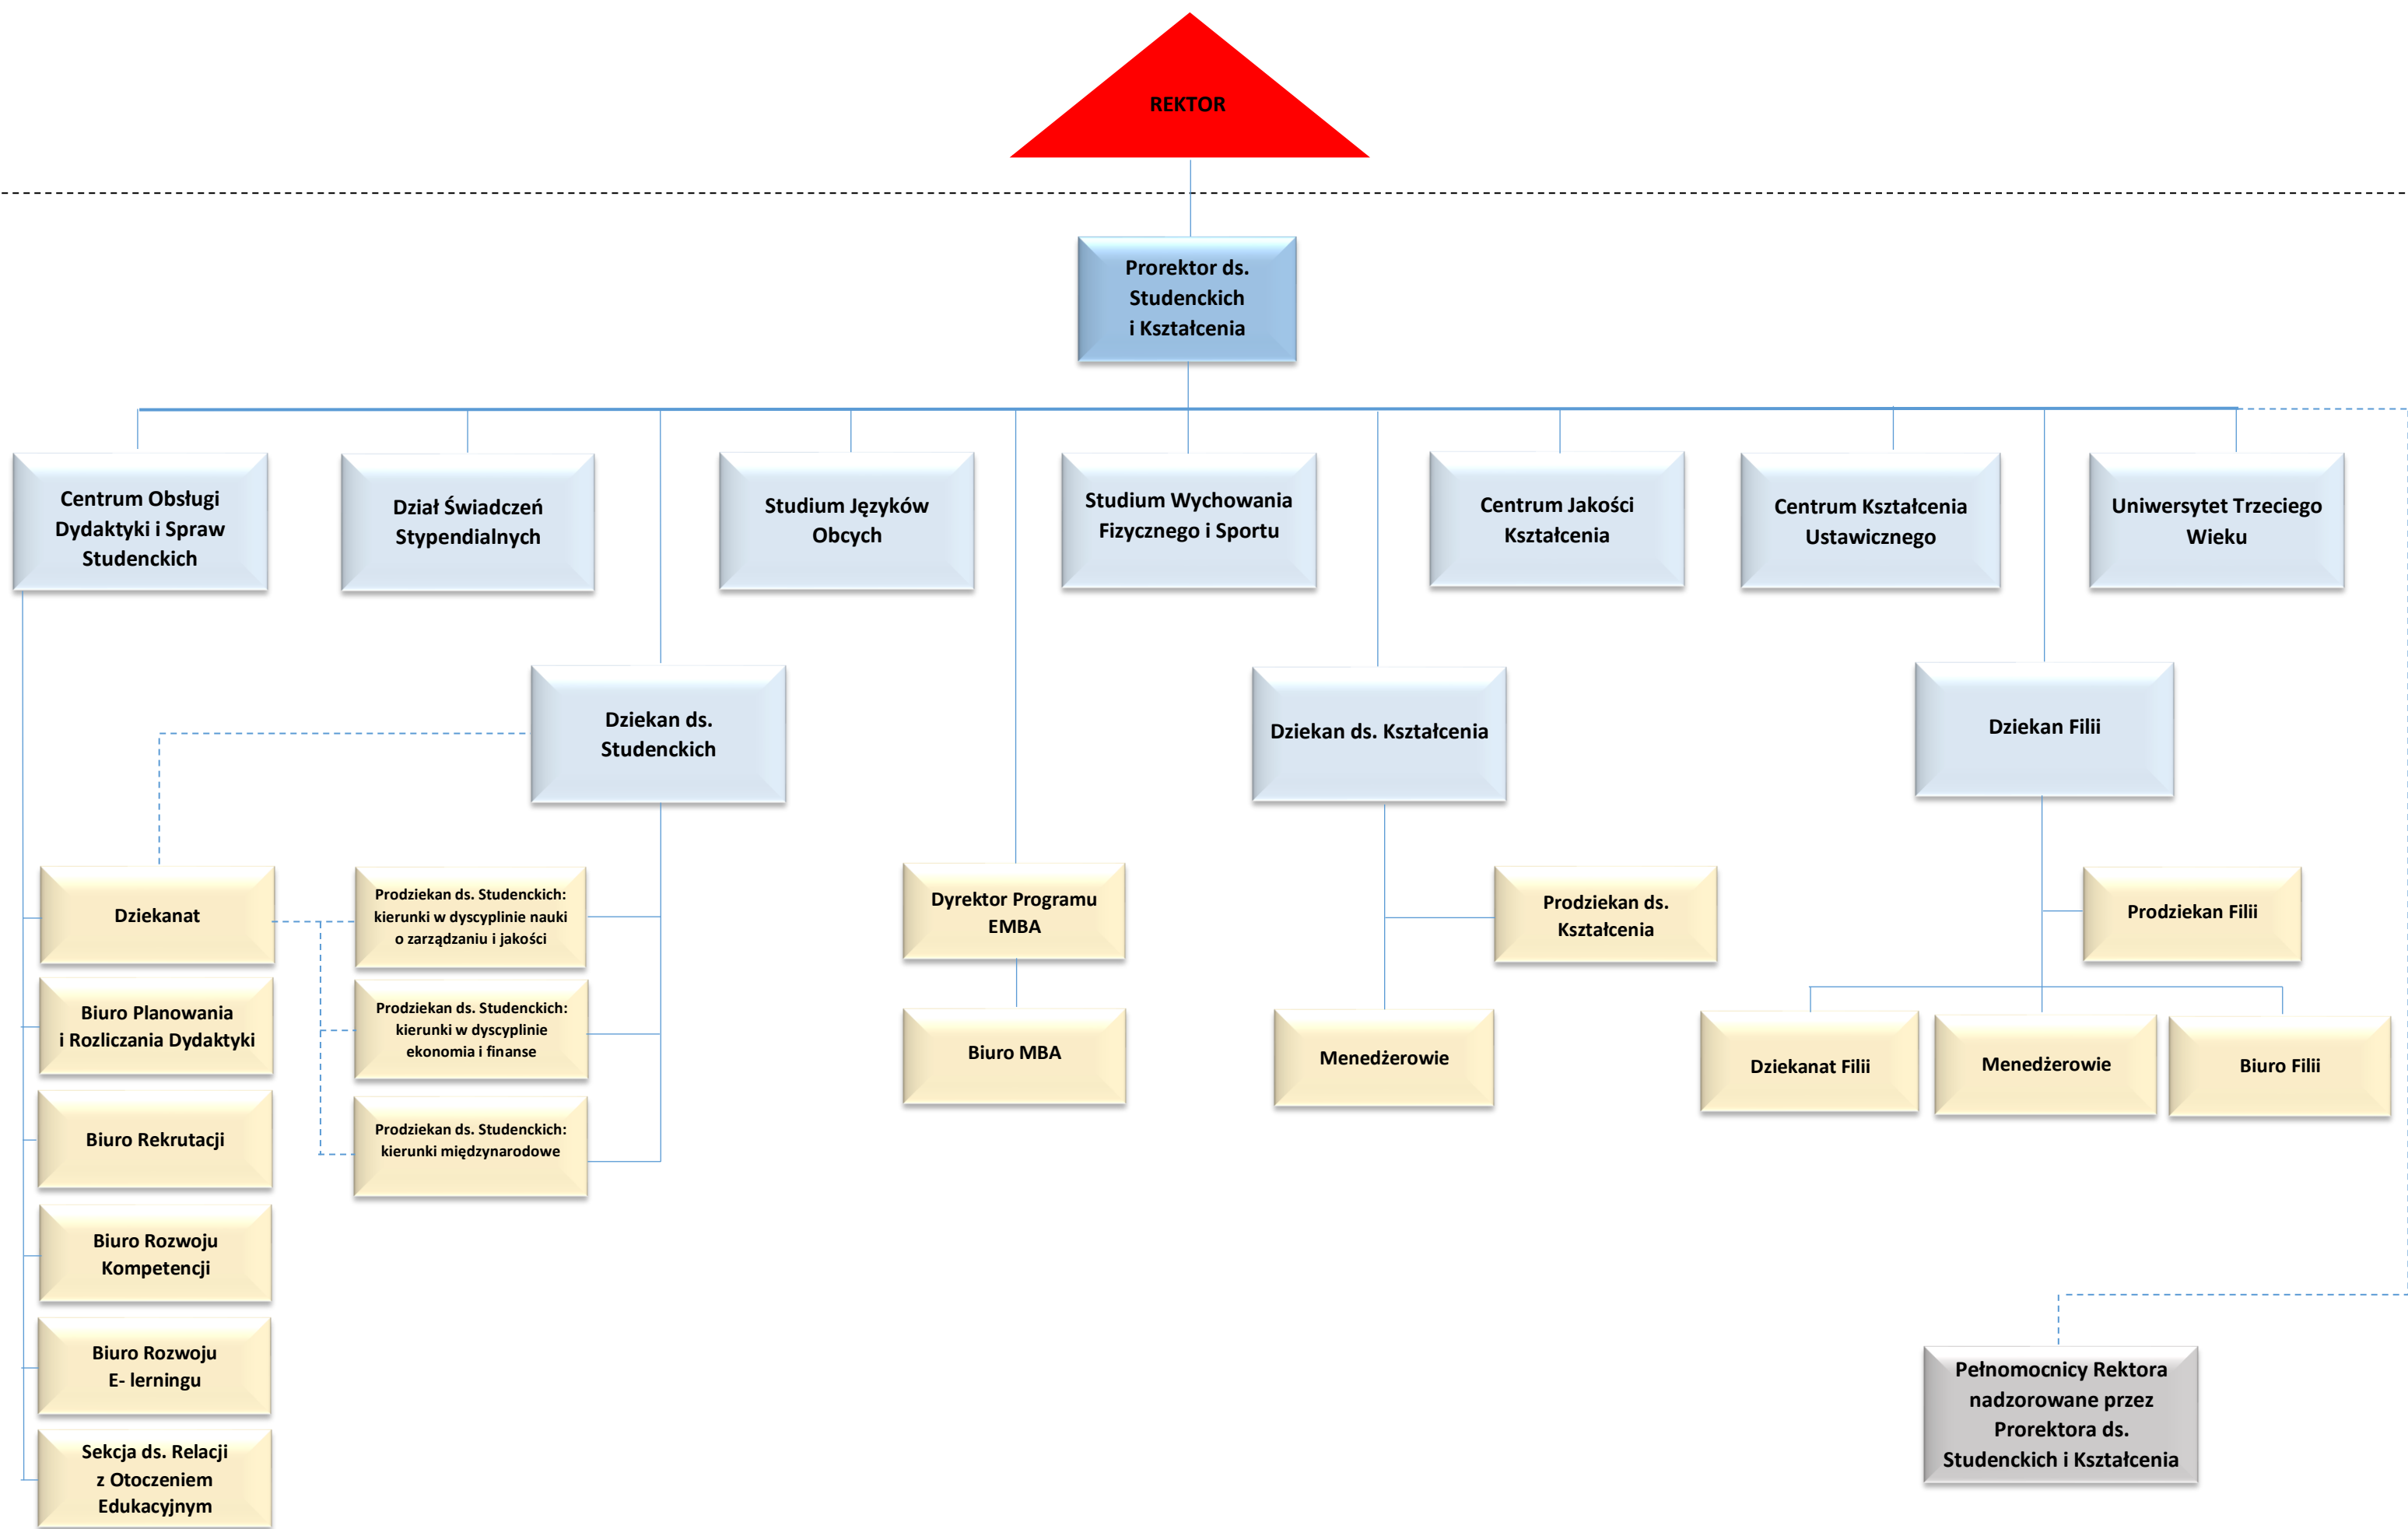 REKTOR
Prorektor ds.
Studenckich
i Kształcenia
Centrum Obsługi
Dydaktyki i Spraw
Studenckich
Dział Świadczeń
Stypendialnych
Studium Języków
Obcych
Studium Wychowania
Fizycznego i Sportu
Centrum Jakości
Kształcenia
Centrum Kształcenia
Ustawicznego
Uniwersytet Trzeciego
Wieku
Dziekan ds.
Studenckich
Dziekan ds. Kształcenia
Dziekan Filii
Dziekanat
Prodziekan ds. Studenckich:
kierunki w dyscyplinie nauki
o zarządzaniu i jakości
Dyrektor Programu
EMBA
Prodziekan ds.
Kształcenia
Prodziekan Filii
Biuro Planowania
i Rozliczania Dydaktyki
Prodziekan ds. Studenckich:
kierunki w dyscyplinie
ekonomia i finanse
Biuro MBA
Menedżerowie
Dziekanat Filii
Menedżerowie
Biuro Filii
Biuro Rekrutacji
Prodziekan ds. Studenckich:
kierunki międzynarodowe
Biuro Rozwoju
Kompetencji
Biuro Rozwoju
E- lerningu
Sekcja ds. Relacji
z Otoczeniem
Edukacyjnym
Pełnomocnicy Rektora
nadzorowane przez
Prorektora ds.
Studenckich i Kształcenia